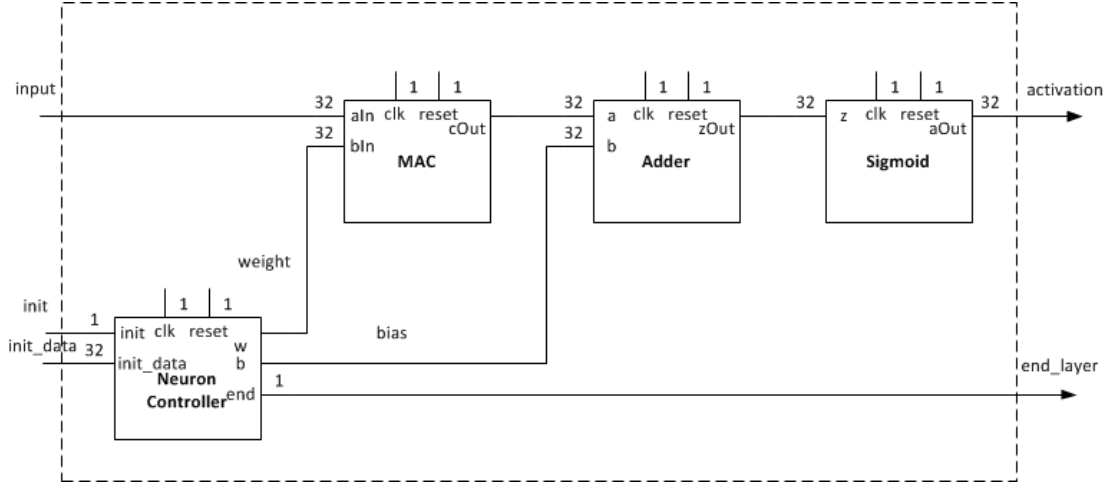 input
32
aIn
clk
1
reset
1
cOut
32
bIn
MAC
32
a
clk
1
reset
1
zOut
32
b
Adder
32
z
clk
1
reset
1
aOut
32
Sigmoid
activation
weight
bias
init
1
init
clk
1
reset
1
w
init_data
32
init_data
b
Neuron
Controller
end
1
end_layer